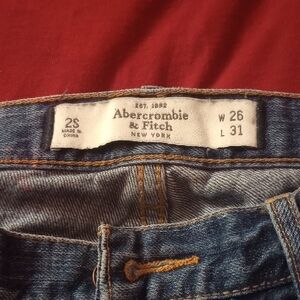 EST. 1892
Abercrombie
& Fitch
NEW YORK
2S
MADE IN
CHINA
W 26
L 31